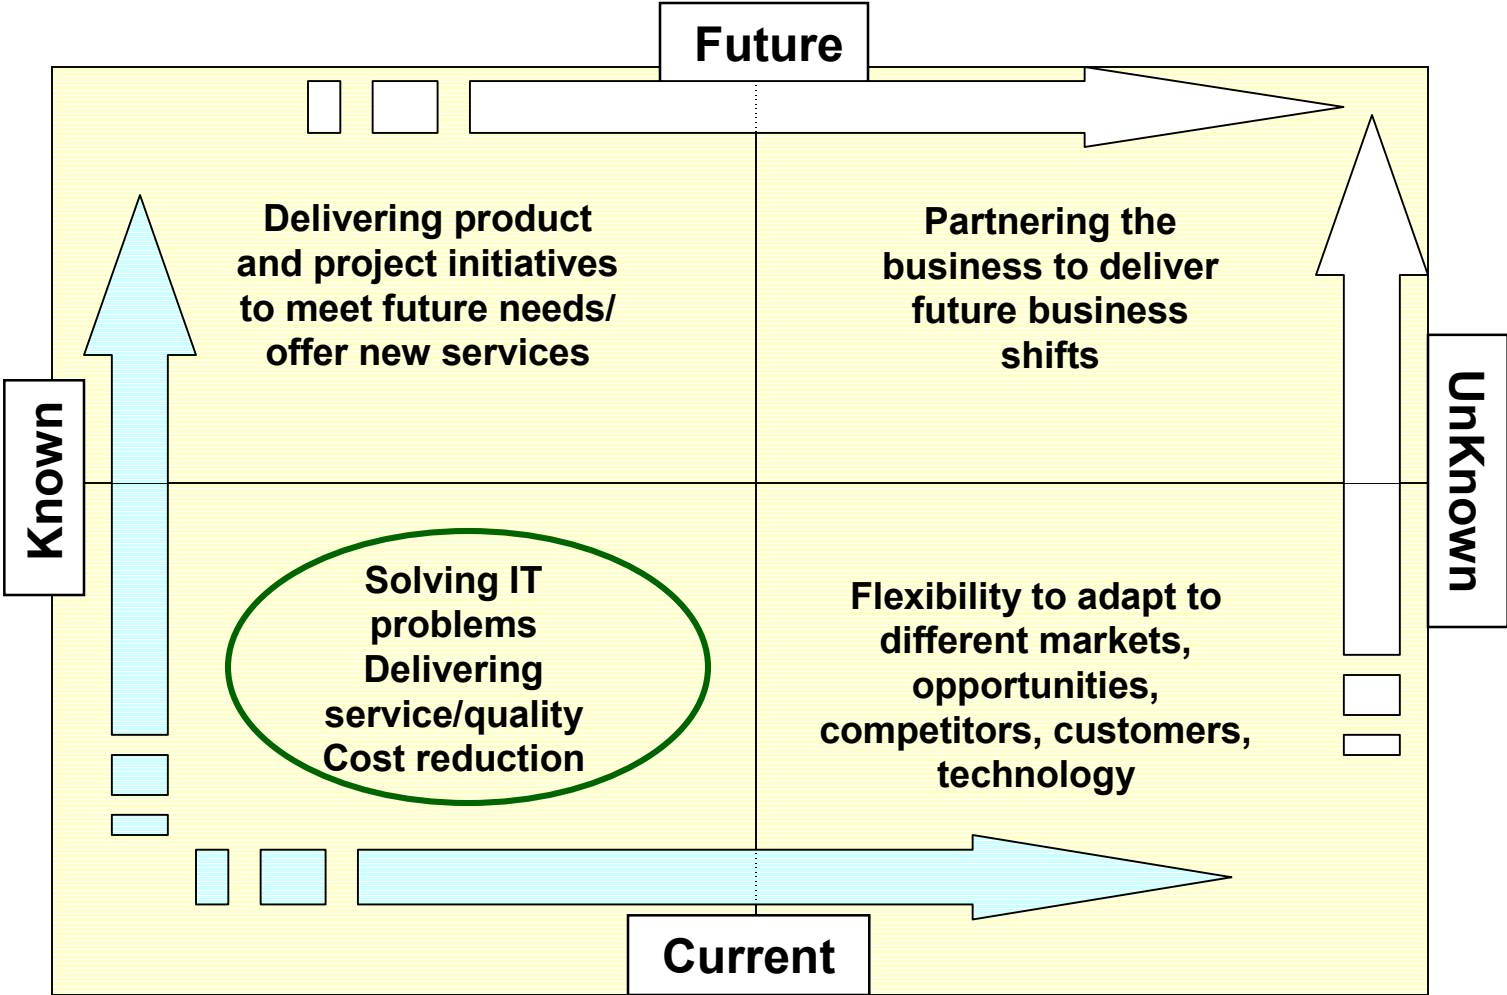 Future
Delivering product
and project initiatives
to meet future needs/
offer new services
Partnering the
business to deliver
future business
shifts
Known
UnKnown
Solving IT
problems
Delivering
service/quality
Cost reduction
Flexibility to adapt to
different markets,
opportunities,
competitors, customers,
technology
Current